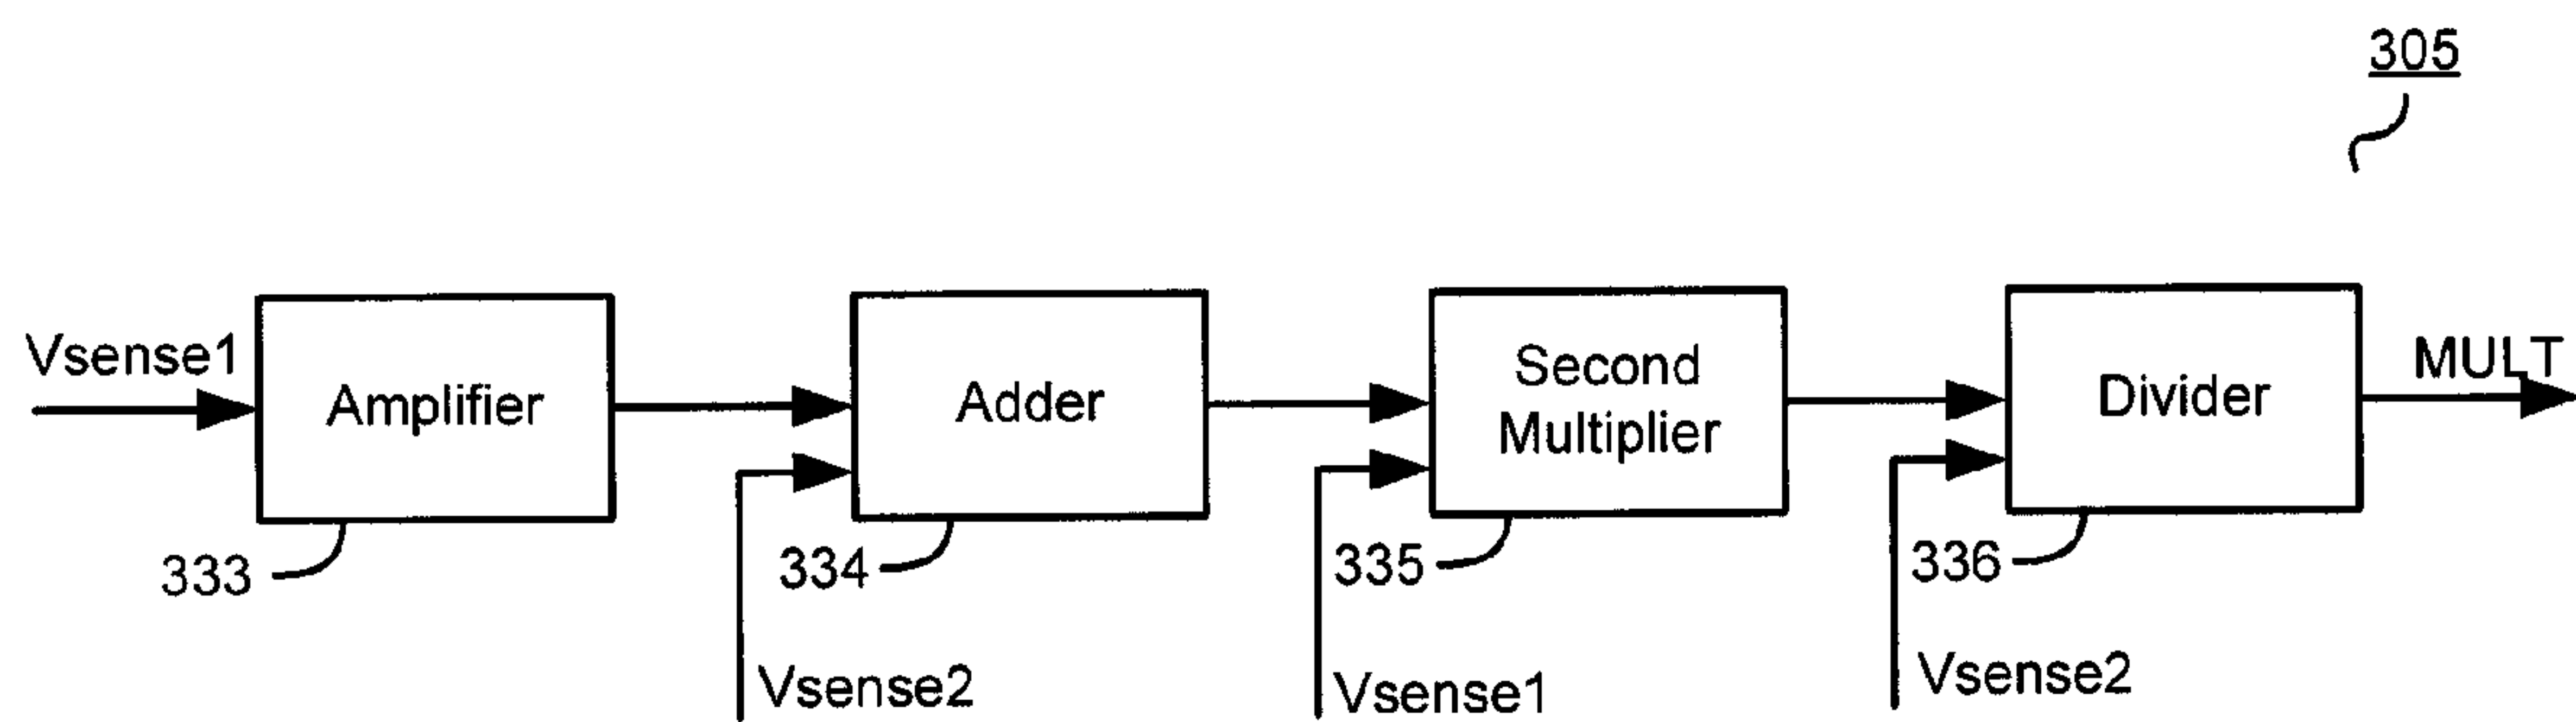 305
Vsense1
Amplifier
Adder
Second
Multiplier
Divider
MULT
333
334
335
336
Vsense2
Vsense1
Vsense2